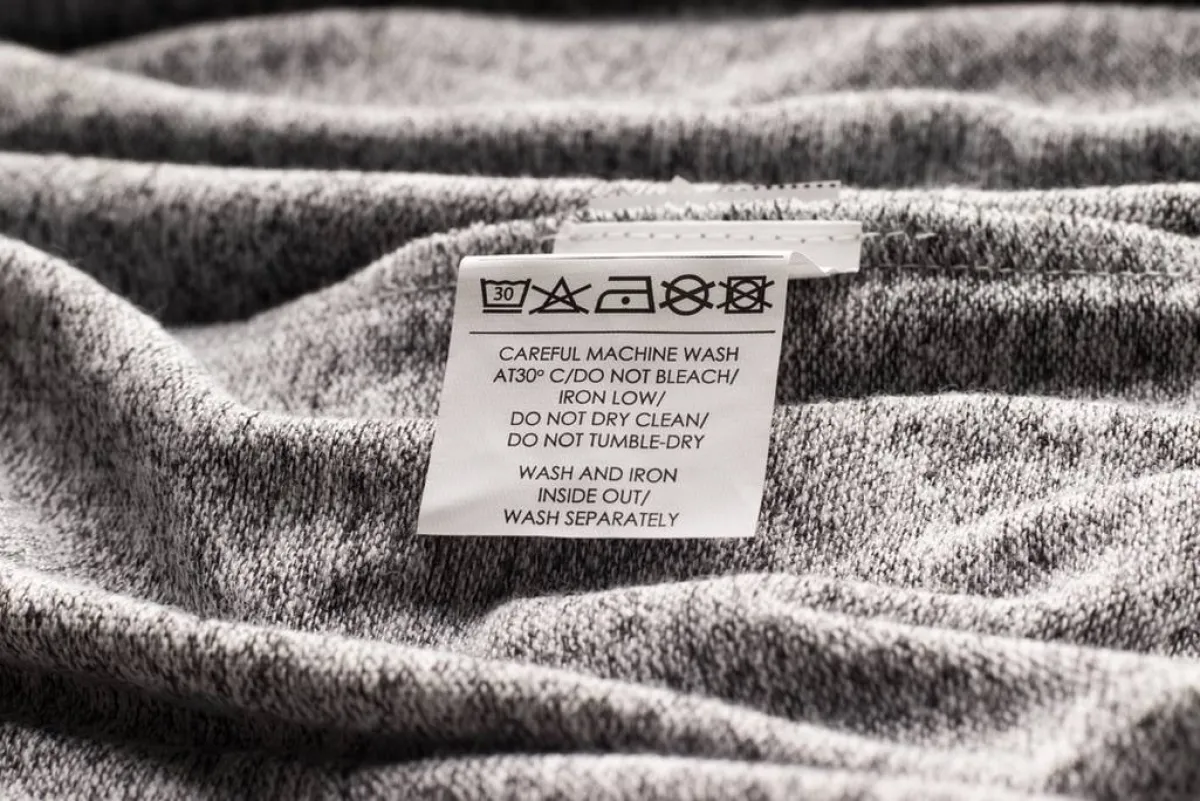 30
CAREFUL MACHINE WASH
AT30º C/DO NOT BLEACH/
IRON LOW/
DO NOT DRY CLEAN/
DO NOT TUMBLE-DRY
WASH AND IRON
INSIDE OUT/
WASH SEPARATELY